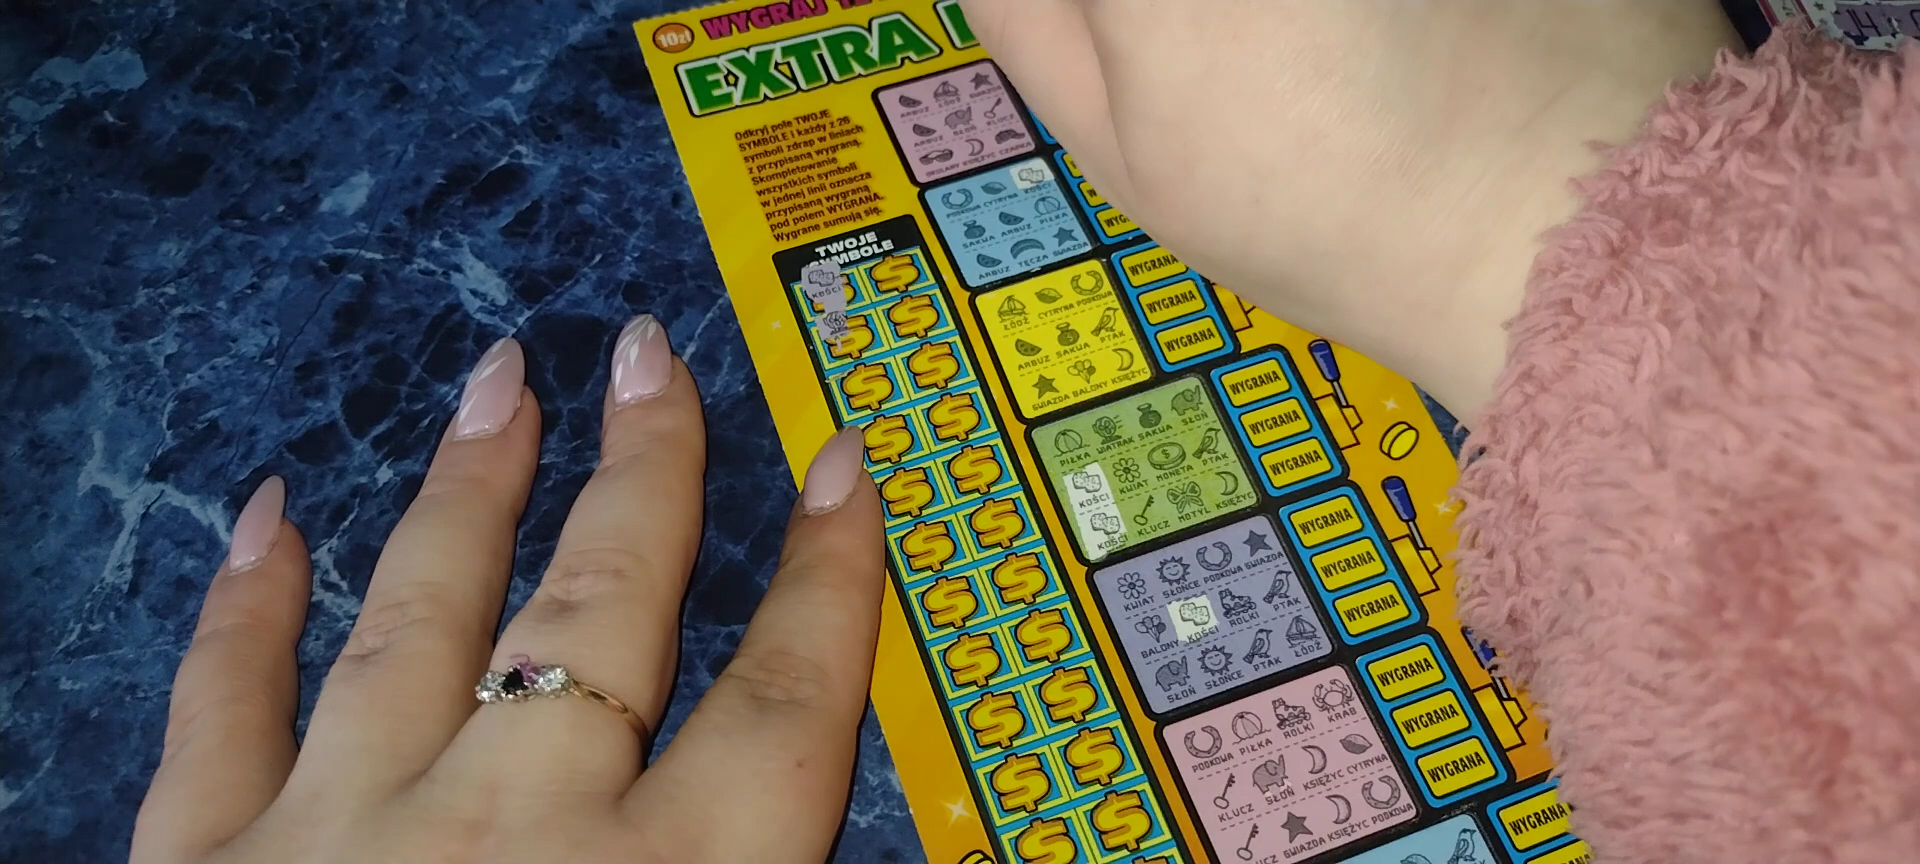 10zł WYGRAJ
EXTRA
Odkryj pole TWOJE
SYMBOLE i każdy z 26
symboli zdrap w liniach
z przypisaną wygraną.
Skompletowanie
wszystkich symboli
w jednej linii oznacza
przypisaną wygraną
pod polem WYGRANA.
Wygrane sumują się.
TWOJE
SYMBOLE
KOŚCI
ARBUZ ŁÓDŹ GWIAZDA
ARBUZ SŁOŃ KLUCZ
OKULARY KSIĘŻYC CZAPKA
PODKOWA CYTRYNA KOŚCI
SAKWA ARBUZ PIŁKA
ARBUZ TĘCZA GWIAZDA
ŁÓDŹ CYTRYNA PODKOWA
ARBUZ SAKWA PTAK
GWIAZDA BALONY KSIĘŻYC
WYGRANA
WYGRANA
WYGRANA
PIŁKA WIATRAK SAKWA SŁOŃ
KOŚCI KWIAT MONETA PTAK
KOŚCI KLUCZ MOTYL KSIĘŻYC
WYGRANA
WYGRANA
WYGRANA
KWIAT SŁOŃCE PODKOWA GWIAZDA
BALONY KOŚCI ROLKI PTAK
SŁOŃ SŁOŃCE PTAK ŁÓDŹ
WYGRANA
WYGRANA
WYGRANA
PODKOWA PIŁKA ROLKI KRAB
KLUCZ SŁOŃ KSIĘŻYC CYTRYNA
GWIAZDA KSIĘŻYC PODKOWA
WYGRANA
WYGRANA
WYGRANA
WYGRANA